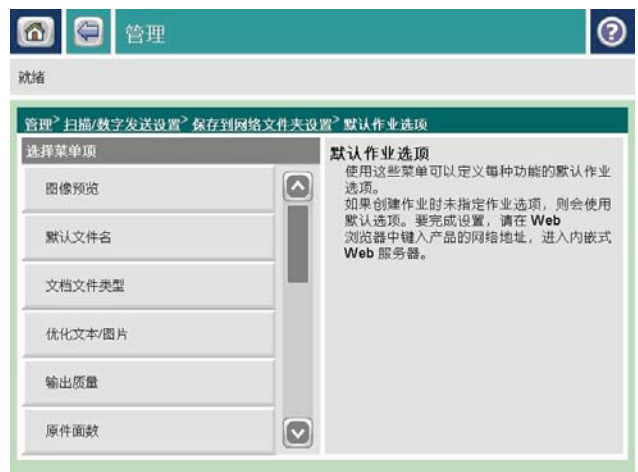 管理
就绪
管理> 扫描/数字发送设置> 保存到网络文件夹设置> 默认作业选项
选择菜单项
图像预览
默认文件名
文档文件类型
优化文本/图片
输出质量
原件面数
默认作业选项
使用这些菜单可以定义每种功能的默认作业
选项。
如果创建作业时未指定作业选项，则会使用
默认选项。要完成设置，请在 Web
浏览器中键入产品的网络地址，进入内嵌式
Web 服务器。